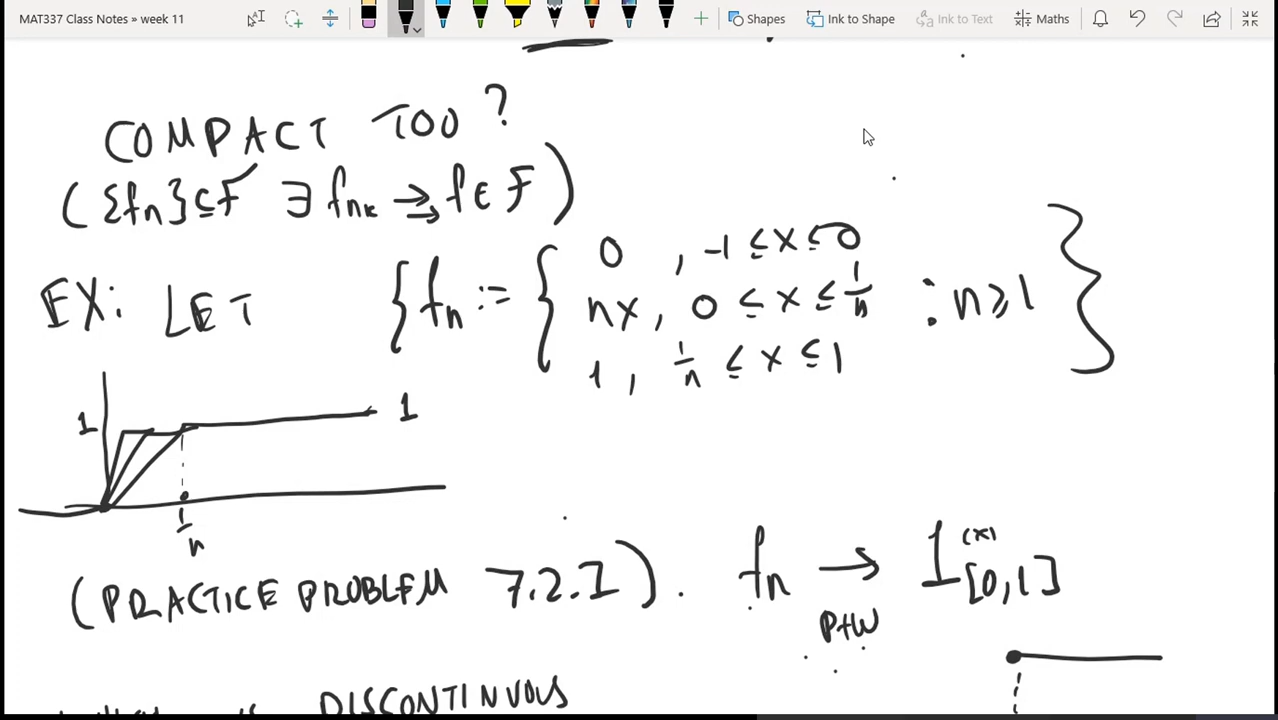 MAT337 Class Notes » week 11
Shapes Ink to Shape Ink to Text Maths
COMPACT TOO?
({fn}⊆F ∃ fnk ⇉ f ∈ F)
EX: LET {fn := { 0 , -1 ≤ x ≤ 0
nx, 0 ≤ x ≤ 1/n : n ≥ 1 }
1, 1/n ≤ x ≤ 1
1 1
1/n
(PRACTICE PROBLEM 7.2.I). fn → 1[0,1](x)
PtW
DISCONTINUOUS